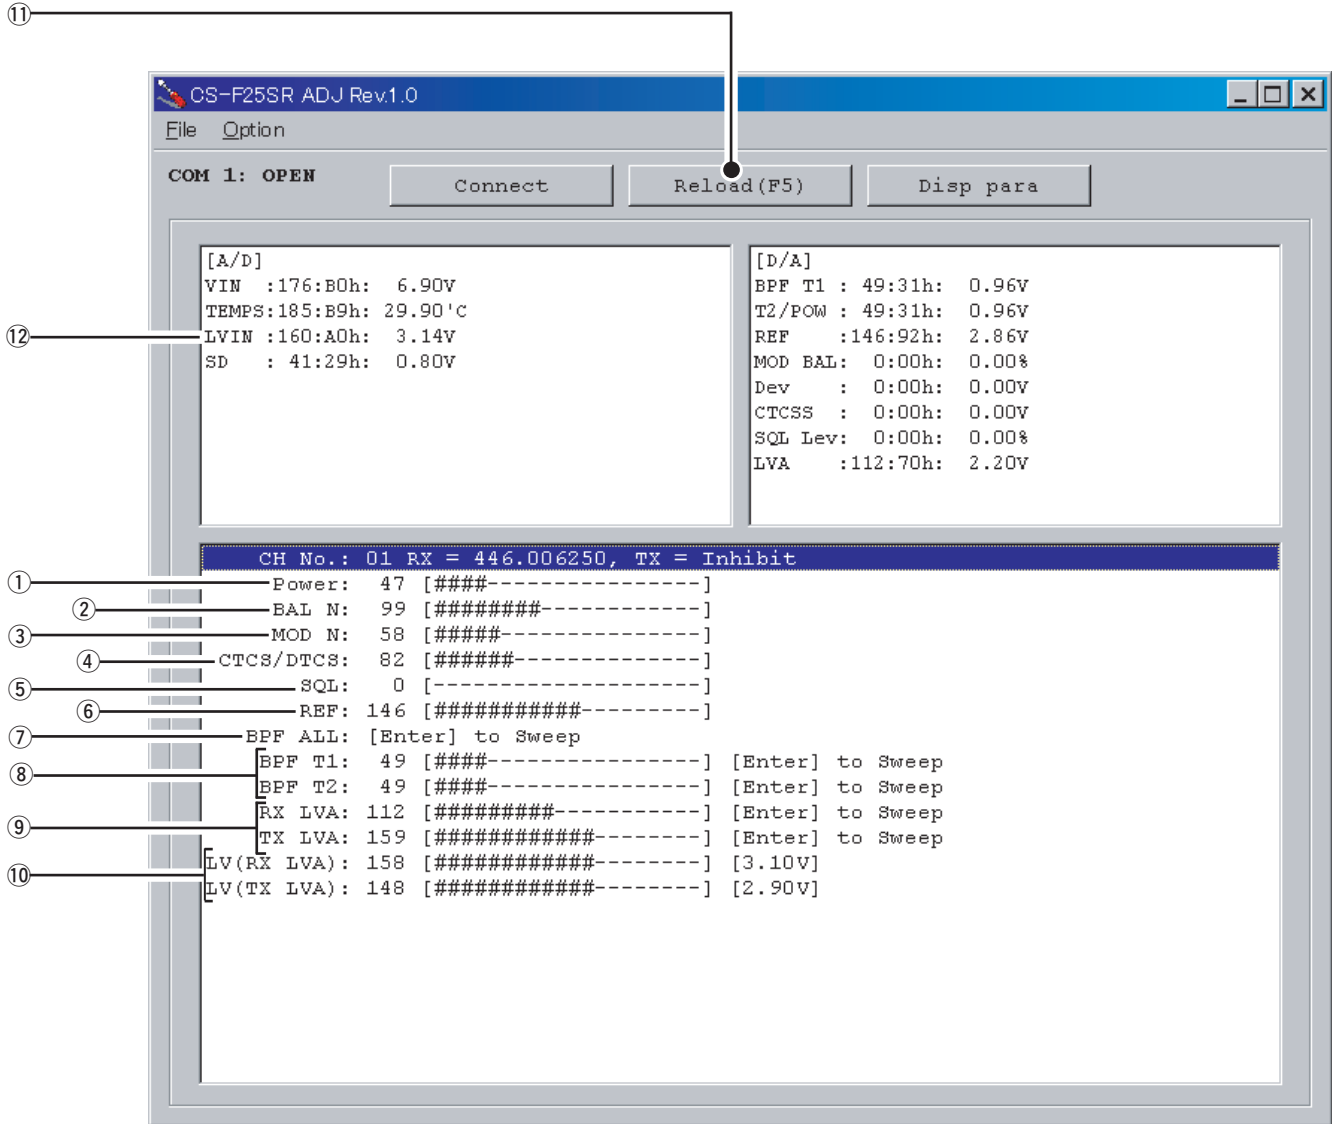 ⑪
CS-F25SR ADJ Rev.1.0
File Option
COM 1: OPEN Connect Reload(F5) Disp para
[A/D]
VIN :176:B0h: 6.90V
TEMPS:185:B9h: 29.90'C
⑫ LVIN :160:A0h: 3.14V
SD : 41:29h: 0.80V
[D/A]
BPF T1 : 49:31h: 0.96V
T2/POW : 49:31h: 0.96V
REF :146:92h: 2.86V
MOD BAL: 0:00h: 0.00%
Dev : 0:00h: 0.00V
CTCSS : 0:00h: 0.00V
SQL Lev: 0:00h: 0.00%
LVA :112:70h: 2.20V
CH No.: 01 RX = 446.006250, TX = Inhibit
① Power: 47 [####----------------]
② BAL N: 99 [########------------]
③ MOD N: 58 [#####---------------]
④ CTCS/DTCS: 82 [######--------------]
⑤ SQL: 0 [--------------------]
⑥ REF: 146 [###########---------]
⑦ BPF ALL: [Enter] to Sweep
⑧ BPF T1: 49 [####----------------] [Enter] to Sweep
BPF T2: 49 [####----------------] [Enter] to Sweep
⑨ RX LVA: 112 [#########-----------] [Enter] to Sweep
TX LVA: 159 [############--------] [Enter] to Sweep
⑩ LV(RX LVA): 158 [############--------] [3.10V]
LV(TX LVA): 148 [############--------] [2.90V]